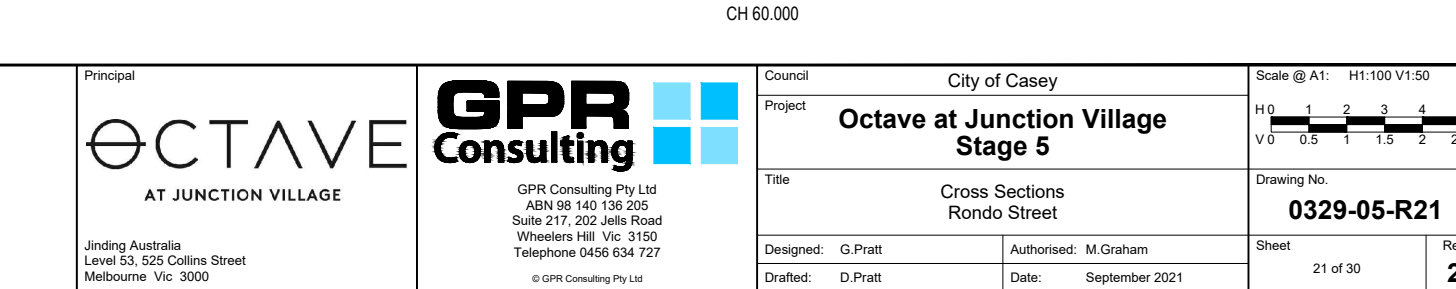 CH 60.000
Principal
OCTAVE
AT JUNCTION VILLAGE
Jinding Australia
Level 53, 525 Collins Street
Melbourne Vic 3000
GPR
Consulting
GPR Consulting Pty Ltd
ABN 98 140 136 205
Suite 217, 202 Jells Road
Wheelers Hill Vic 3150
Telephone 0456 634 727
© GPR Consulting Pty Ltd
Council City of Casey
Project Octave at Junction Village
Stage 5
Title Cross Sections
Rondo Street
Designed: G.Pratt Authorised: M.Graham
Drafted: D.Pratt Date: September 2021
Scale @ A1: H1:100 V1:50
H 0 1 2 3 4
V 0 0.5 1 1.5 2
Drawing No.
0329-05-R21
Sheet
21 of 30